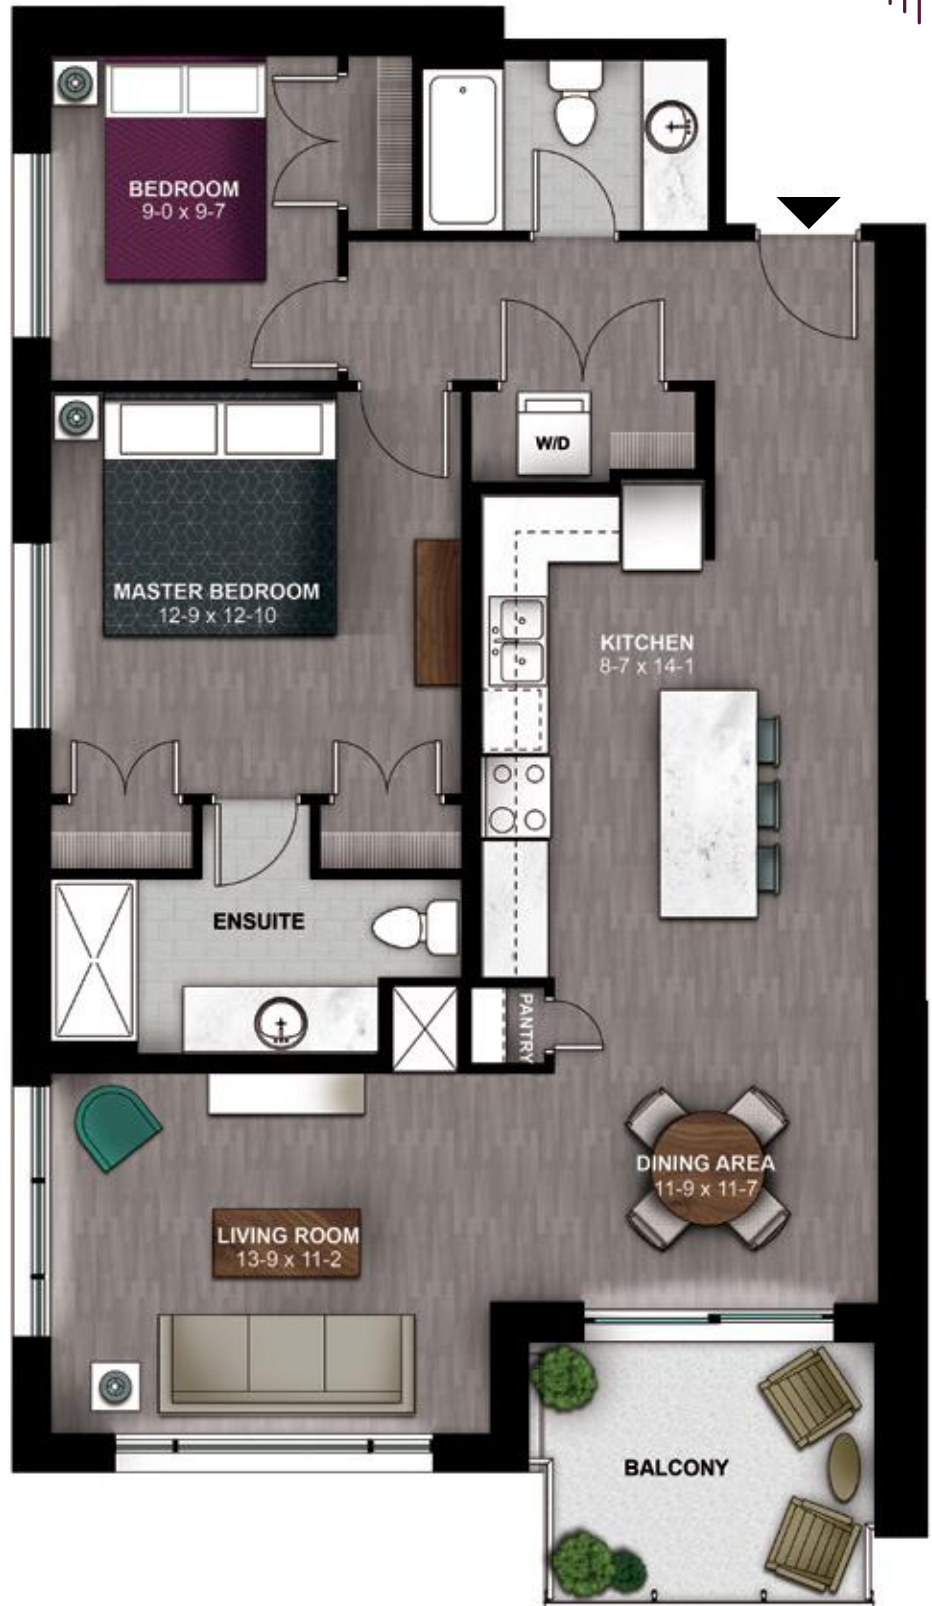 BEDROOM
9-0 x 9-7
W/D
MASTER BEDROOM
12-9 x 12-10
KITCHEN
8-7 x 14-1
ENSUITE
PANTRY
DINING AREA
11-9 x 11-7
LIVING ROOM
13-9 x 11-2
BALCONY